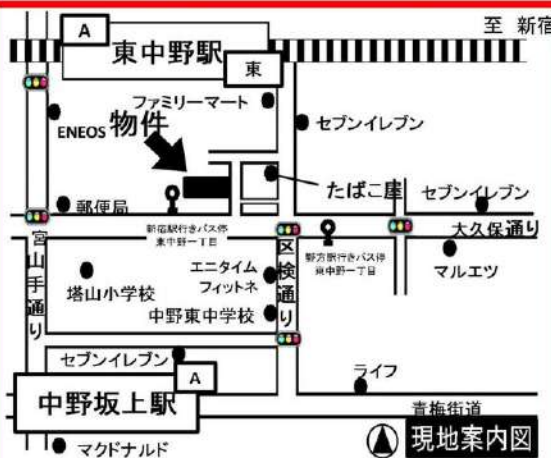 至 新宿
A
東中野駅
東
ファミリーマート
セブンイレブン
ENEOS
物件
たばこ屋
セブンイレブン
郵便局
新宿駅行きバス停
東中野一丁目
大久保通り
野方駅行きバス停
東中野一丁目
マルエツ
宮山手通り
塔山小学校
エニタイム
フィットネ
区検通り
中野東中学校
セブンイレブン
A
中野坂上駅
ライフ
青梅街道
マクドナルド
現地案内図